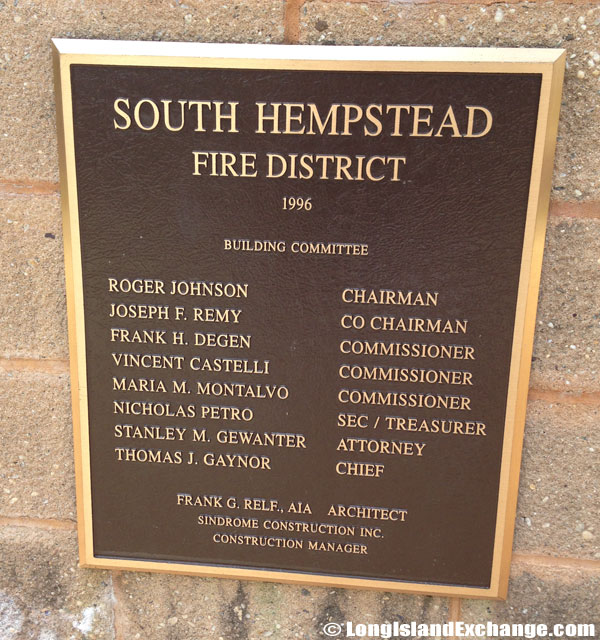 SOUTH HEMPSTEAD
FIRE DISTRICT
1996
BUILDING COMMITTEE
ROGER JOHNSON CHAIRMAN
JOSEPH F. REMY CO CHAIRMAN
FRANK H. DEGEN COMMISSIONER
VINCENT CASTELLI COMMISSIONER
MARIA M. MONTALVO COMMISSIONER
NICHOLAS PETRO SEC / TREASURER
STANLEY M. GEWANTER ATTORNEY
THOMAS J. GAYNOR CHIEF
FRANK G. RELF., AIA ARCHITECT
SINDROME CONSTRUCTION INC.
CONSTRUCTION MANAGER
© LongIslandExchange.com